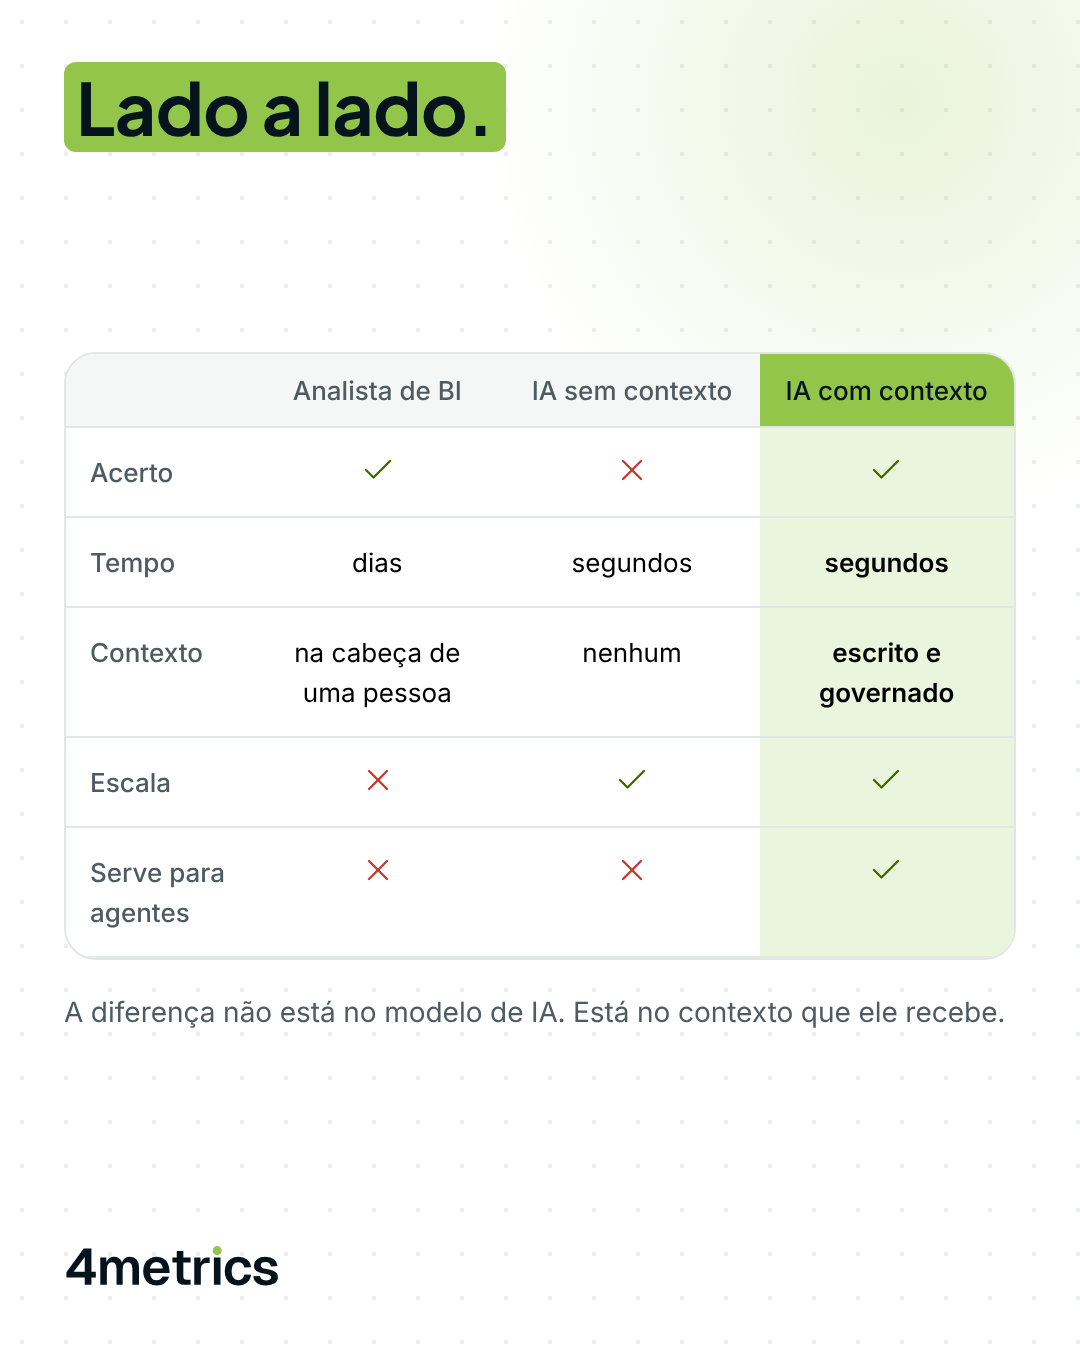 Lado a lado.
Analista de BI IA sem contexto IA com contexto
Acerto
Tempo dias segundos segundos
Contexto na cabeça de nenhum escrito e
uma pessoa governado
Escala
Serve para
agentes
A diferença não está no modelo de IA. Está no contexto que ele recebe.
4metrics